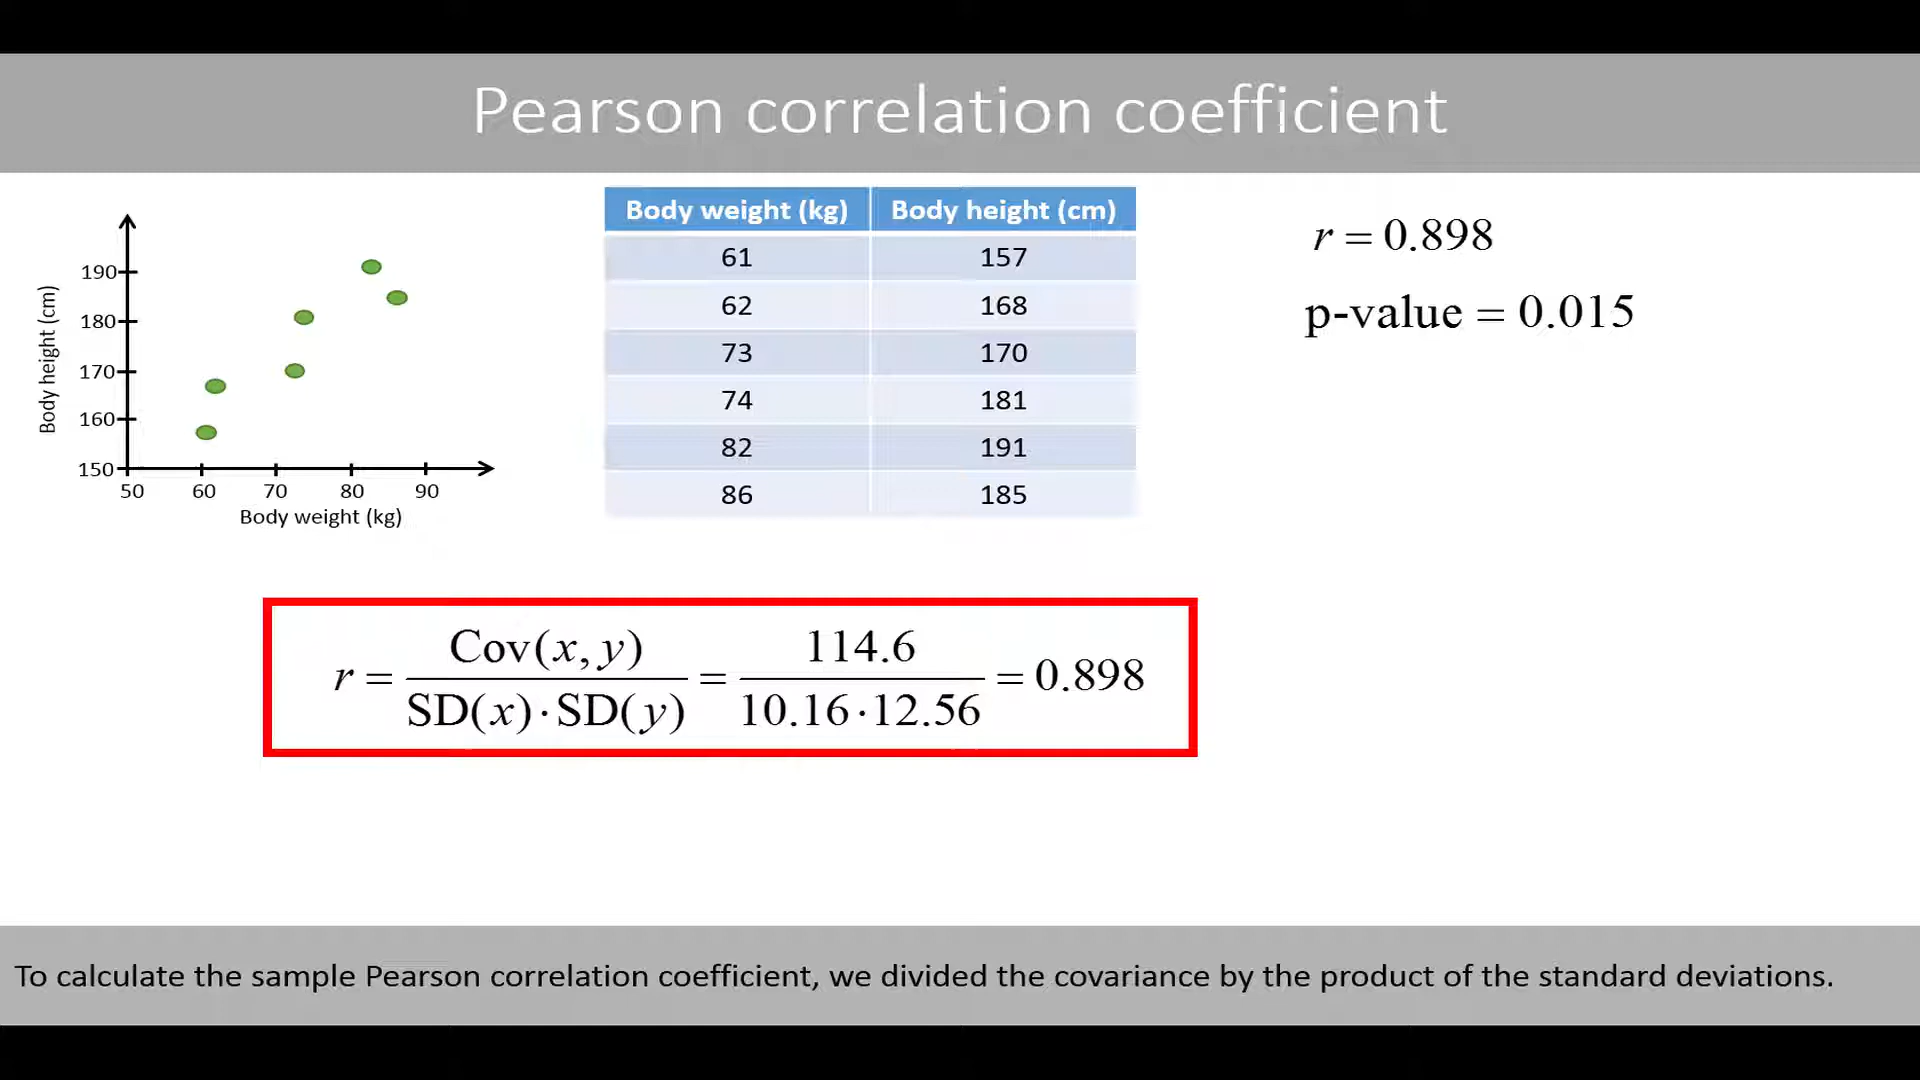 Pearson correlation coefficient
190
180
170
160
150
50 60 70 80 90
Body height (cm)
Body weight (kg)
Body weight (kg) Body height (cm)
61 157
62 168
73 170
74 181
82 191
86 185
r = 0.898
p-value = 0.015
r = Cov(x, y) / SD(x)·SD(y) = 114.6 / 10.16·12.56 = 0.898
To calculate the sample Pearson correlation coefficient, we divided the covariance by the product of the standard deviations.